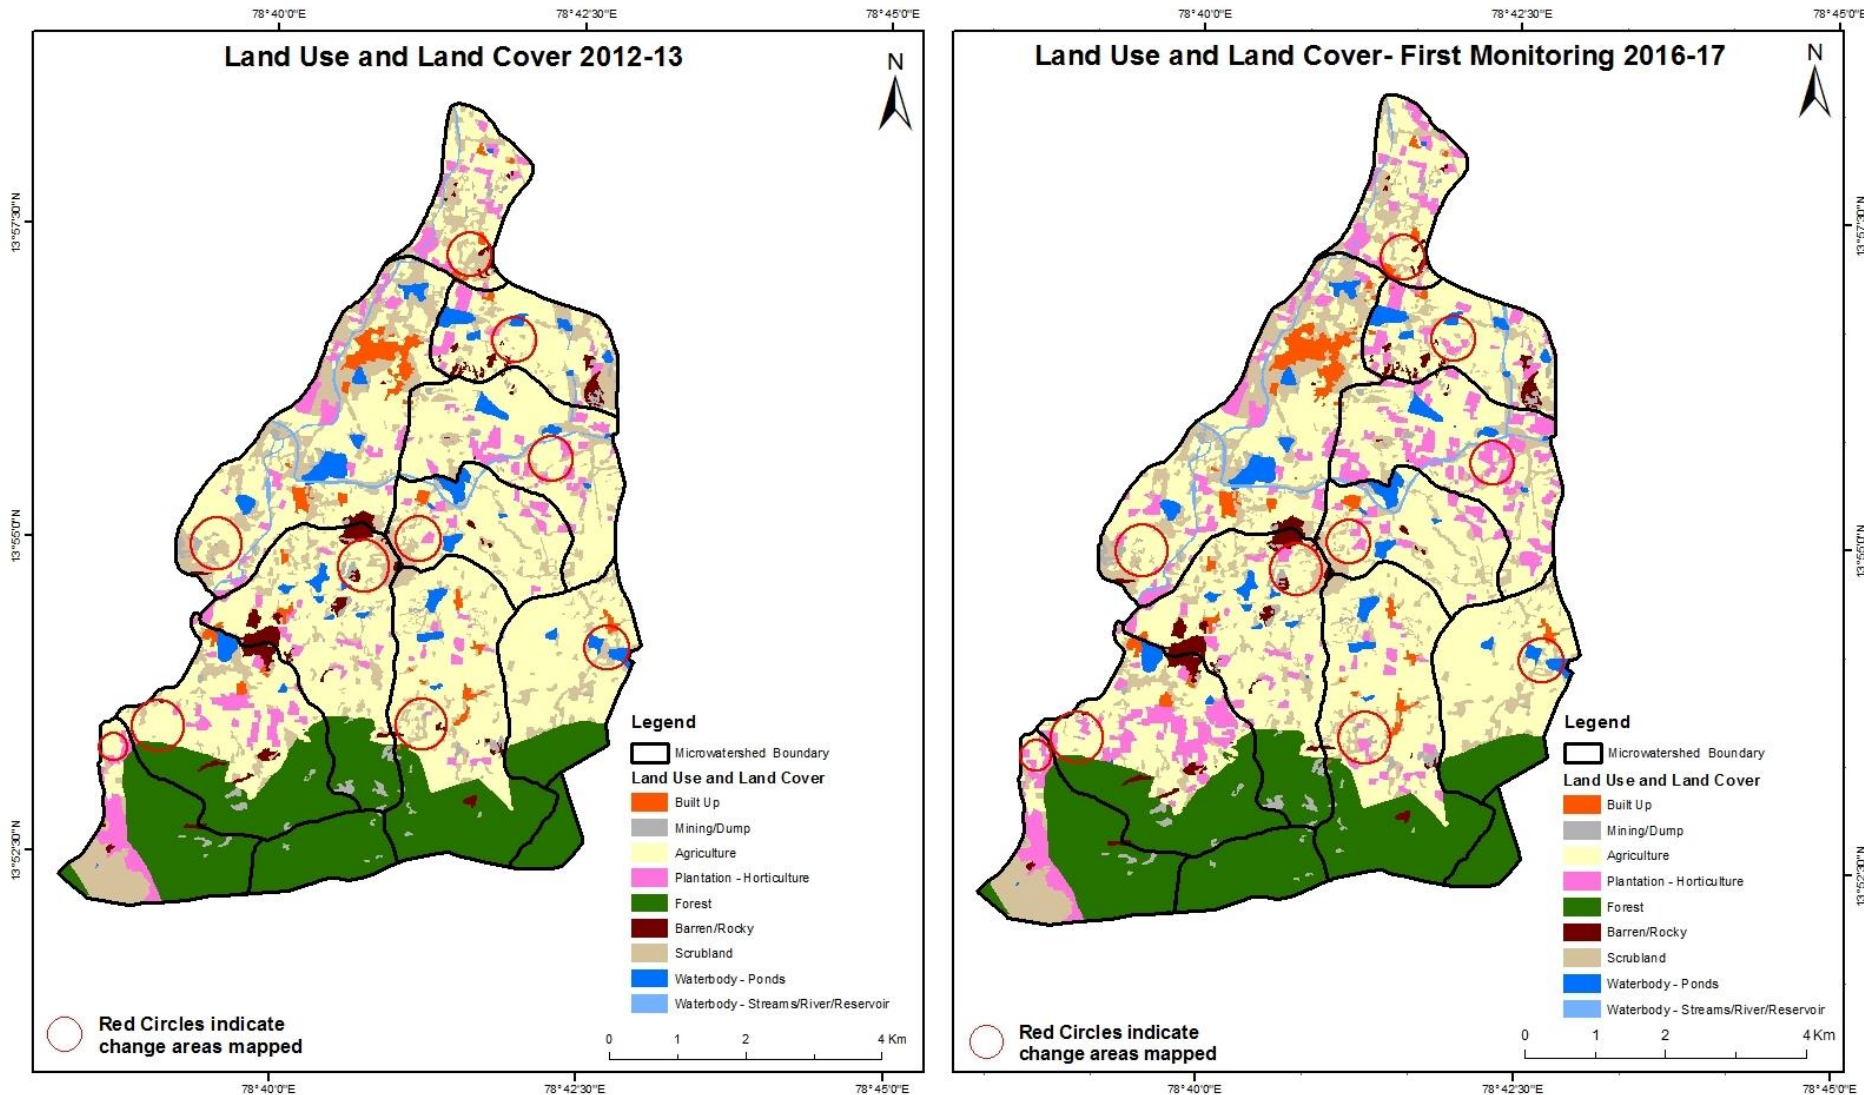 78°40'0"E
78°42'30"E
78°45'0"E
Land Use and Land Cover 2012-13
N
13°57'30"N
13°55'0"N
13°52'30"N
Legend
Microwatershed Boundary
Land Use and Land Cover
Built Up
Mining/Dump
Agriculture
Plantation - Horticulture
Forest
Barren/Rocky
Scrubland
Waterbody - Ponds
Waterbody - Streams/River/Reservoir
Red Circles indicate
change areas mapped
0 1 2 4 Km
78°40'0"E
78°42'30"E
78°45'0"E
78°40'0"E
78°42'30"E
78°45'0"E
Land Use and Land Cover- First Monitoring 2016-17
N
13°57'30"N
13°55'0"N
13°52'30"N
Legend
Microwatershed Boundary
Land Use and Land Cover
Built Up
Mining/Dump
Agriculture
Plantation - Horticulture
Forest
Barren/Rocky
Scrubland
Waterbody - Ponds
Waterbody - Streams/River/Reservoir
Red Circles indicate
change areas mapped
0 1 2 4 Km
78°40'0"E
78°42'30"E
78°45'0"E